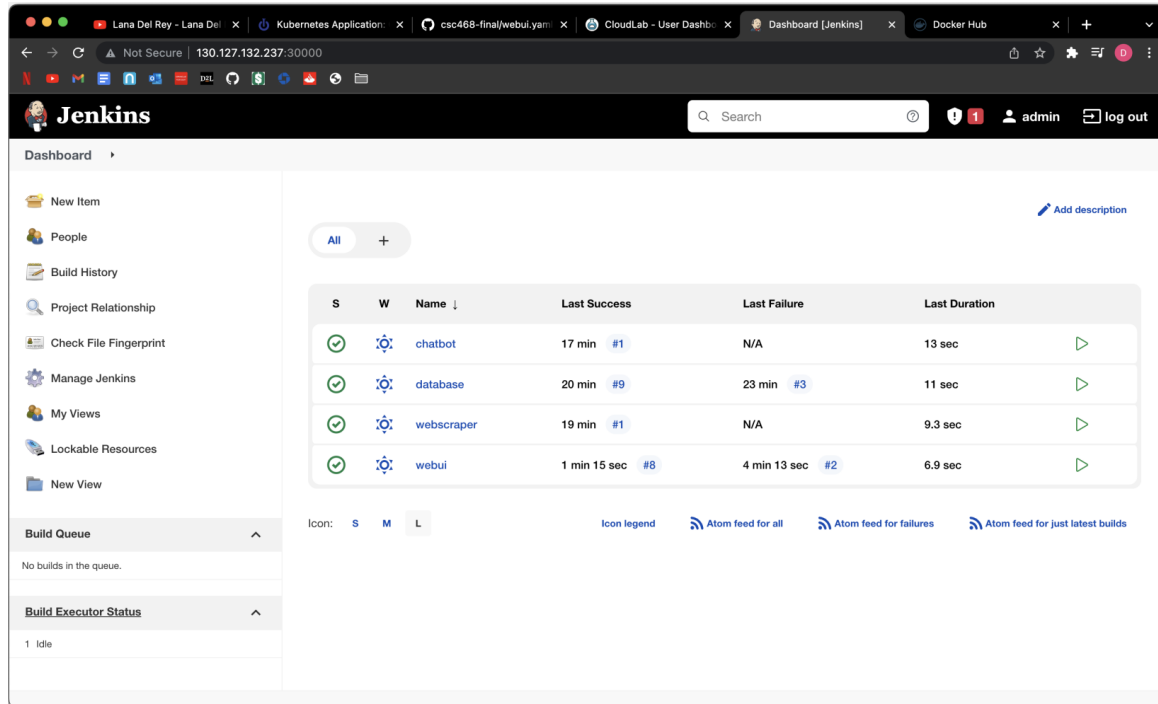 Lana Del Rey - Lana Del
Kubernetes Application:
csc468-final/webui.yam
CloudLab - User Dashbo
Dashboard [Jenkins]
Docker Hub
Not Secure | 130.127.132.237:30000
D2L
D
Jenkins
Search
1
admin
log out
Dashboard
New Item
People
Build History
Project Relationship
Check File Fingerprint
Manage Jenkins
My Views
Lockable Resources
New View
Build Queue
No builds in the queue.
Build Executor Status
1 Idle
Add description
All +
S W Name ↓ Last Success Last Failure Last Duration
chatbot 17 min #1 N/A 13 sec
database 20 min #9 23 min #3 11 sec
webscraper 19 min #1 N/A 9.3 sec
webui 1 min 15 sec #8 4 min 13 sec #2 6.9 sec
Icon: S M L
Icon legend
Atom feed for all
Atom feed for failures
Atom feed for just latest builds